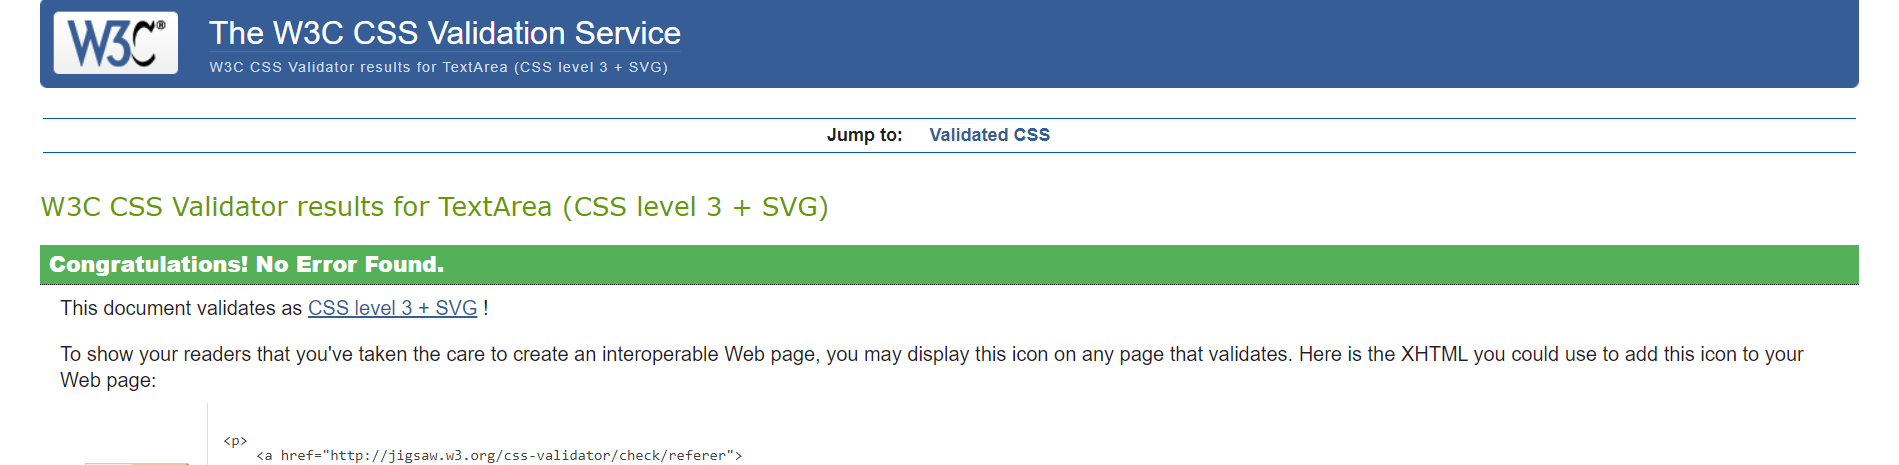 W3C®
The W3C CSS Validation Service
W3C CSS Validator results for TextArea (CSS level 3 + SVG)
Jump to: Validated CSS
W3C CSS Validator results for TextArea (CSS level 3 + SVG)
Congratulations! No Error Found.
This document validates as CSS level 3 + SVG !
To show your readers that you've taken the care to create an interoperable Web page, you may display this icon on any page that validates. Here is the XHTML you could use to add this icon to your
Web page:
<p>
<a href="http://jigsaw.w3.org/css-validator/check/referer">